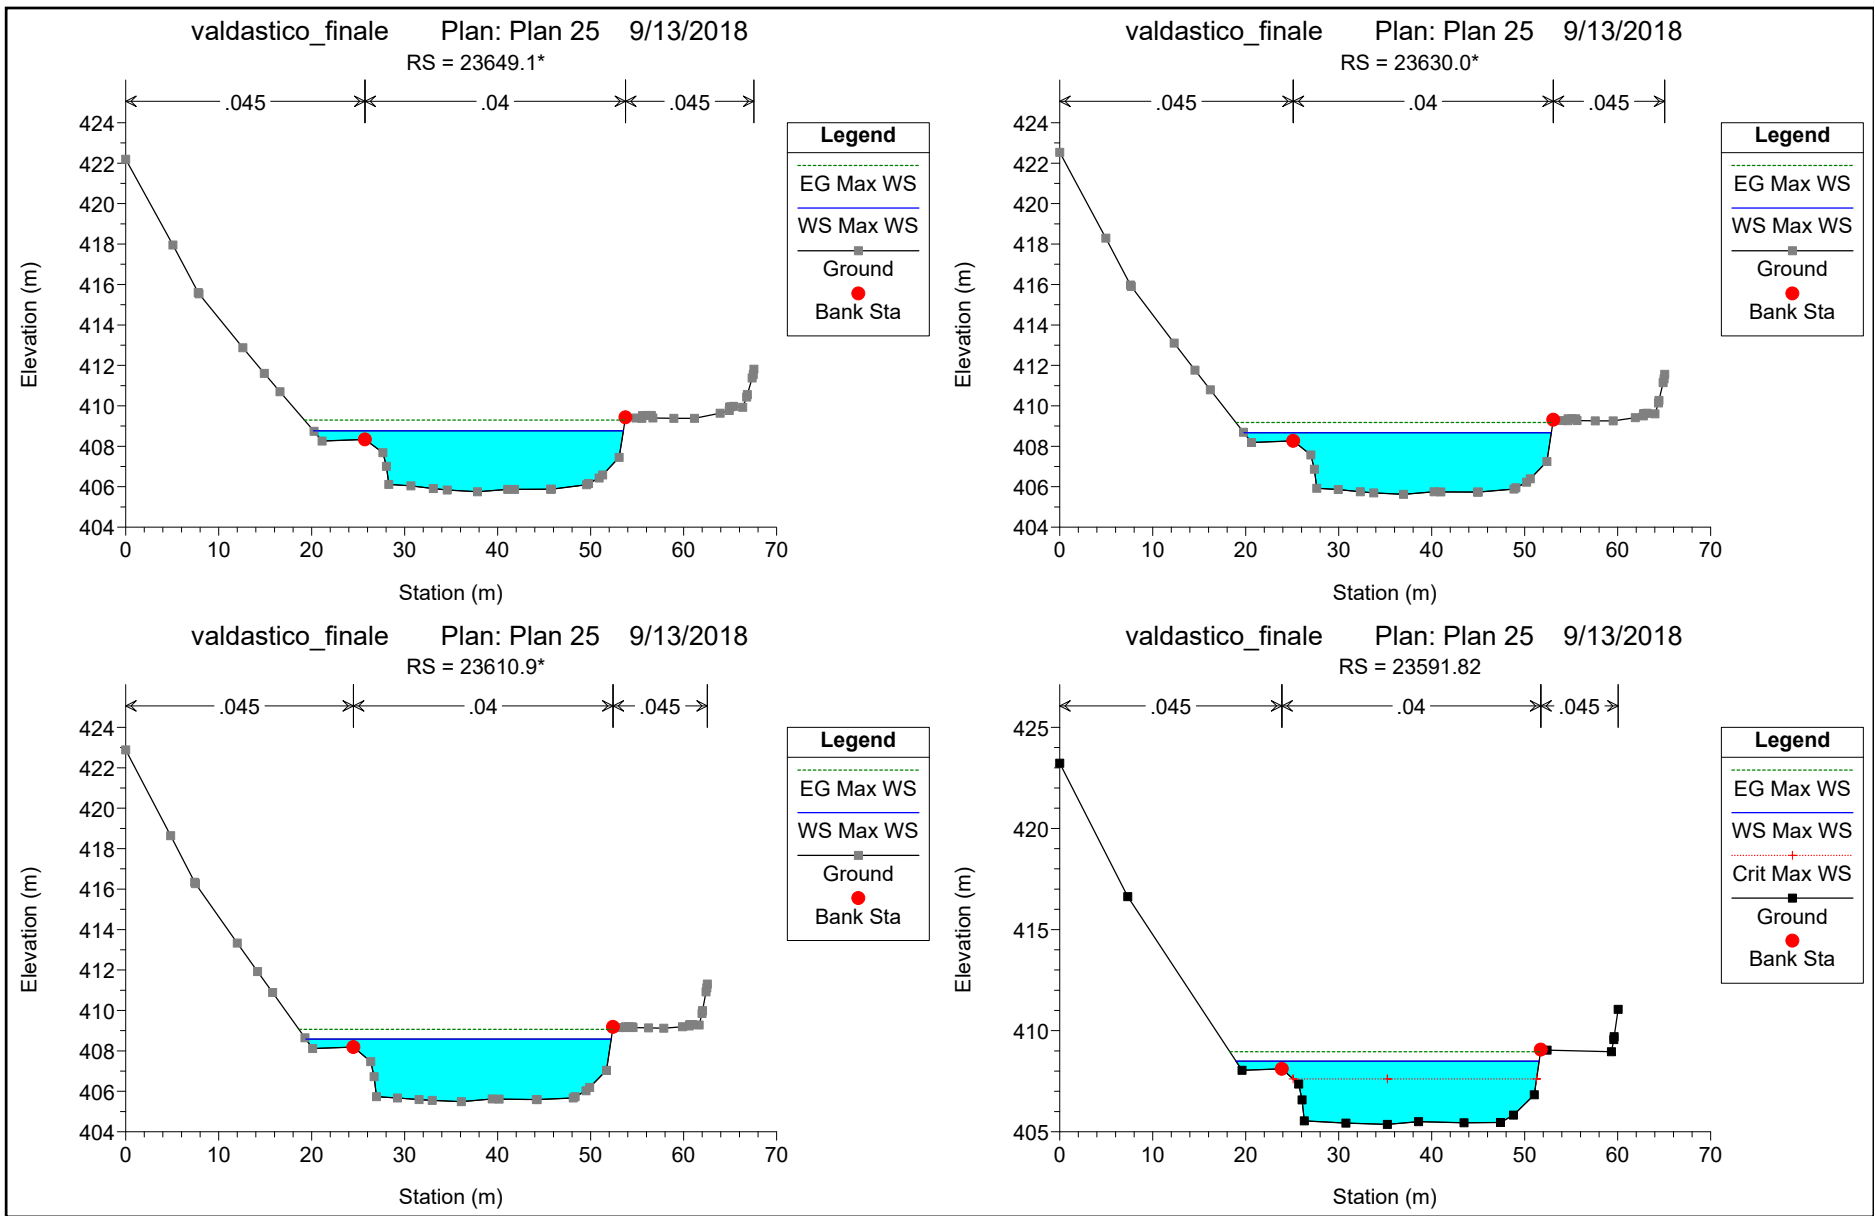 valdastico_finale Plan: Plan 25 9/13/2018
RS = 23649.1*
.045 .04 .045
424
422
420
418
416
414
412
410
408
406
404
Elevation (m)
0 10 20 30 40 50 60 70
Station (m)
Legend
EG Max WS
WS Max WS
Ground
Bank Sta
valdastico_finale Plan: Plan 25 9/13/2018
RS = 23630.0*
.045 .04 .045
424
422
420
418
416
414
412
410
408
406
404
Elevation (m)
0 10 20 30 40 50 60 70
Station (m)
Legend
EG Max WS
WS Max WS
Ground
Bank Sta
valdastico_finale Plan: Plan 25 9/13/2018
RS = 23610.9*
.045 .04 .045
424
422
420
418
416
414
412
410
408
406
404
Elevation (m)
0 10 20 30 40 50 60 70
Station (m)
Legend
EG Max WS
WS Max WS
Ground
Bank Sta
valdastico_finale Plan: Plan 25 9/13/2018
RS = 23591.82
.045 .04 .045
425
420
415
410
405
Elevation (m)
0 10 20 30 40 50 60 70
Station (m)
Legend
EG Max WS
WS Max WS
Crit Max WS
Ground
Bank Sta